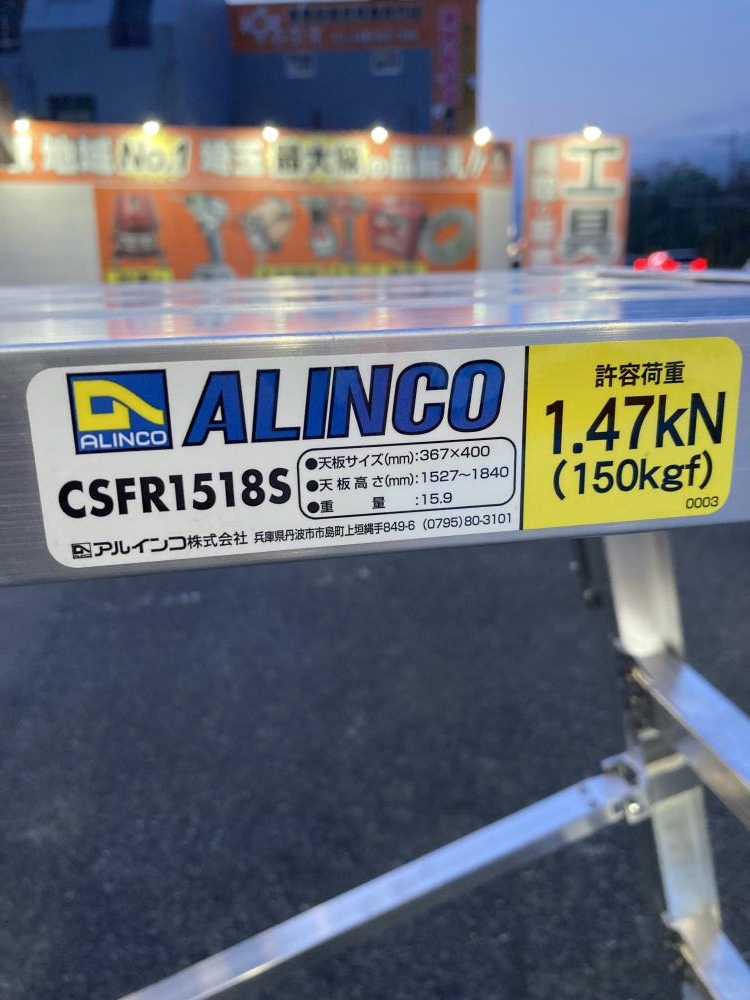 地域No.1 埼玉最大級の品揃え!!
工具
ALINCO
ALINCO
CSFR1518S
●天板サイズ(mm):367×400
●天板高さ(mm):1527〜1840
●重 量 :15.9
アルインコ株式会社 兵庫県丹波市市島町上垣縄手849-6 (0795)80-3101
許容荷重
1.47kN
(150kgf)
0003